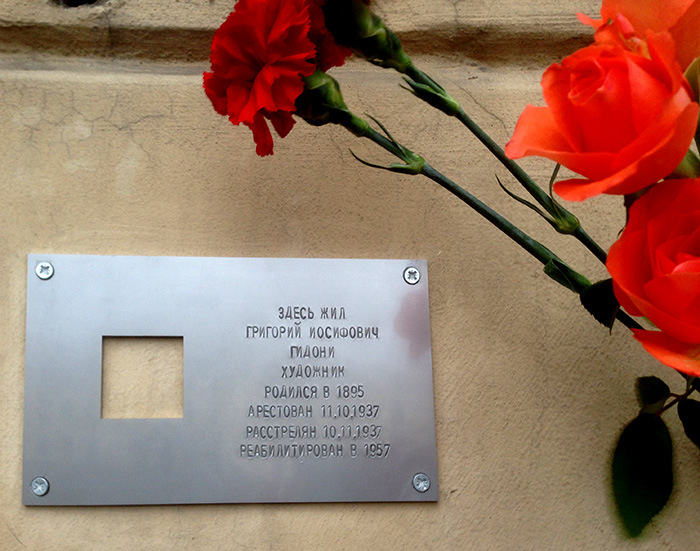 ЗДЕСЬ ЖИЛ
ГРИГОРИЙ ИОСИФОВИЧ
ГИДОНИ
ХУДОЖНИК
РОДИЛСЯ В 1895
АРЕСТОВАН 11.10.1937
РАССТРЕЛЯН 10.11.1937
РЕАБИЛИТИРОВАН В 1957